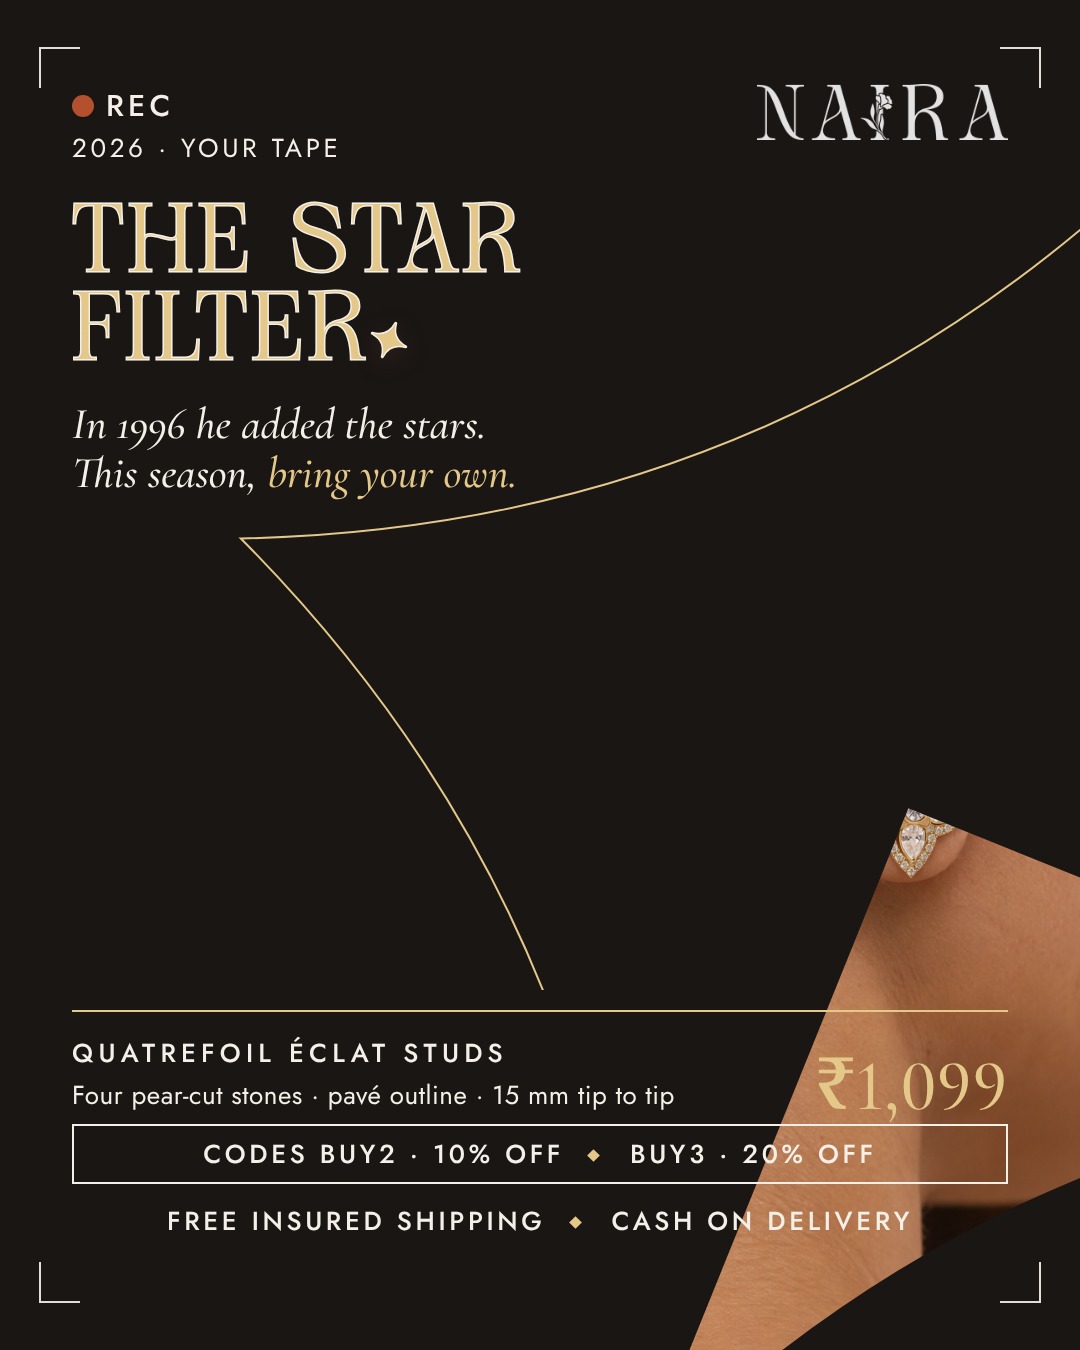 REC
2026 · YOUR TAPE
NAIRA
THE STAR
FILTER
In 1996 he added the stars.
This season, bring your own.
QUATREFOIL ÉCLAT STUDS
Four pear-cut stones · pavé outline · 15 mm tip to tip
₹1,099
CODES BUY2 · 10% OFF ◆ BUY3 · 20% OFF
FREE INSURED SHIPPING ◆ CASH ON DELIVERY